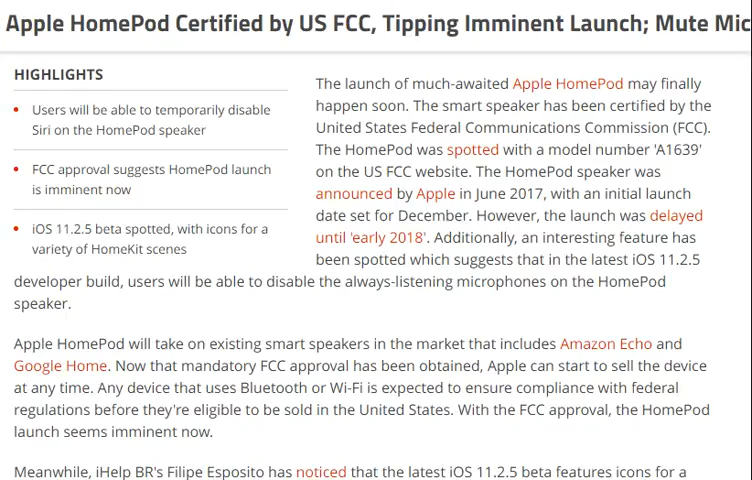 Apple HomePod Certified by US FCC, Tipping Imminent Launch; Mute Mic
HIGHLIGHTS
Users will be able to temporarily disable
Siri on the HomePod speaker
FCC approval suggests HomePod launch
is imminent now
iOS 11.2.5 beta spotted, with icons for a
variety of HomeKit scenes
The launch of much-awaited Apple HomePod may finally
happen soon. The smart speaker has been certified by the
United States Federal Communications Commission (FCC).
The HomePod was spotted with a model number 'A1639'
on the US FCC website. The HomePod speaker was
announced by Apple in June 2017, with an initial launch
date set for December. However, the launch was delayed
until 'early 2018'. Additionally, an interesting feature has
been spotted which suggests that in the latest iOS 11.2.5
developer build, users will be able to disable the always-listening microphones on the HomePod
speaker.
Apple HomePod will take on existing smart speakers in the market that includes Amazon Echo and
Google Home. Now that mandatory FCC approval has been obtained, Apple can start to sell the device
at any time. Any device that uses Bluetooth or Wi-Fi is expected to ensure compliance with federal
regulations before they're eligible to be sold in the United States. With the FCC approval, the HomePod
launch seems imminent now.
Meanwhile, iHelp BR's Filipe Esposito has noticed that the latest iOS 11.2.5 beta features icons for a